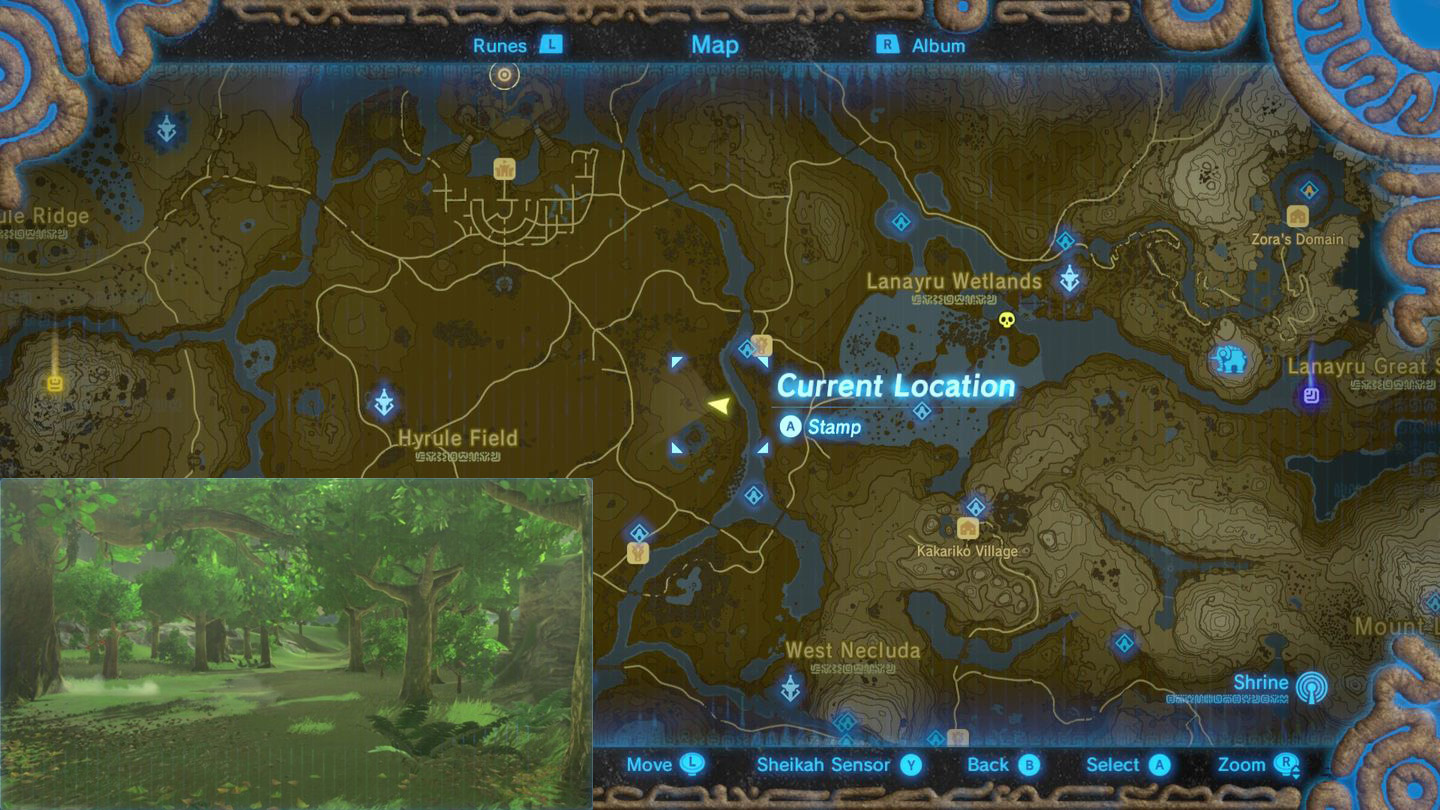 Runes L Map R Album
ule Ridge
Zora's Domain
Lanayru Wetlands
Lanayru Great S
Current Location
A Stamp
Hyrule Field
Kakariko Village
West Necluda
Mount L
Shrine
Move L Sheikah Sensor Y Back B Select A Zoom R